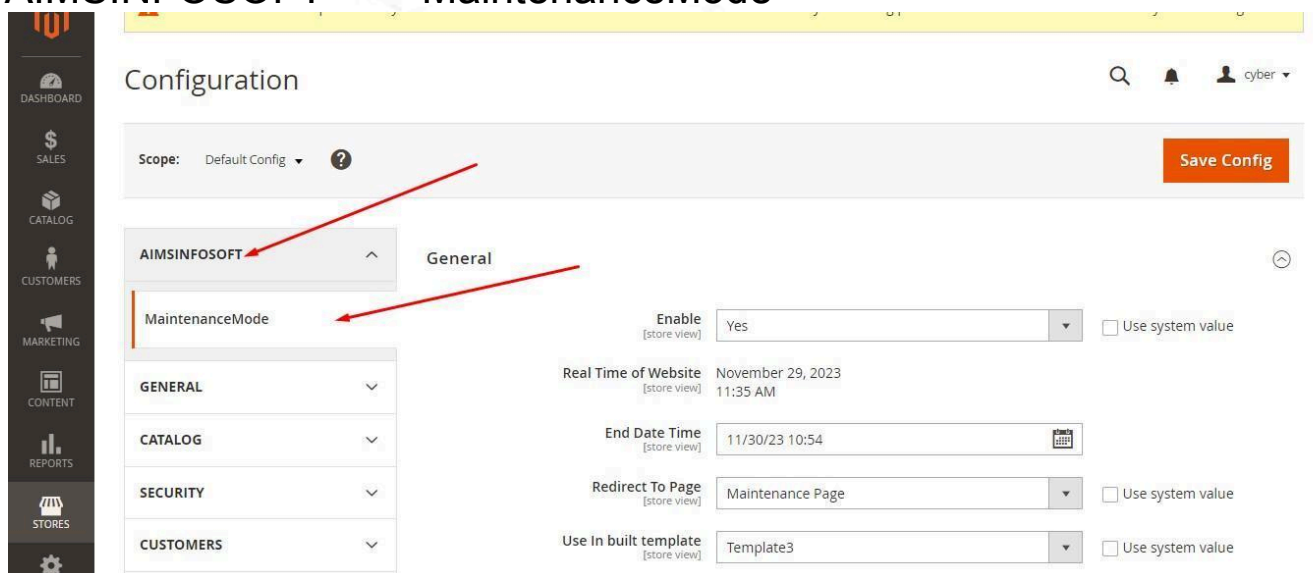 AIMSINFOSOFT MaintenanceMode
Configuration
cyber
DASHBOARD
SALES
CATALOG
CUSTOMERS
MARKETING
CONTENT
REPORTS
STORES
Scope: Default Config ?
Save Config
AIMSINFOSOFT
MaintenanceMode
GENERAL
CATALOG
SECURITY
CUSTOMERS
General
Enable Yes Use system value
[store view]
Real Time of Website November 29, 2023
[store view] 11:35 AM
End Date Time 11/30/23 10:54
[store view]
Redirect To Page Maintenance Page Use system value
[store view]
Use In built template Template3 Use system value
[store view]